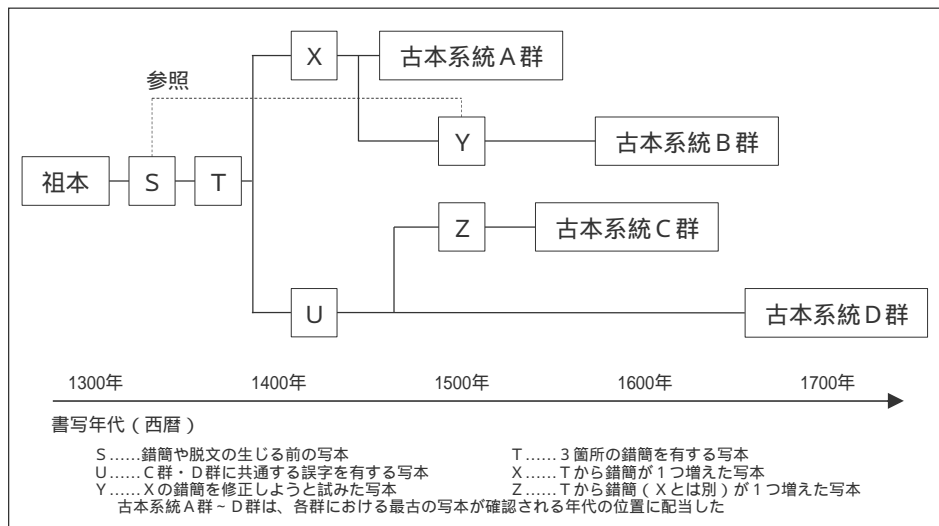 X
古本系統A群
参照
Y
古本系統B群
祖本
S
T
Z
古本系統C群
U
古本系統D群
1300年 1400年 1500年 1600年 1700年
書写年代（西暦）
S……錯簡や脱文の生じる前の写本 T……３箇所の錯簡を有する写本
U……C群・D群に共通する誤字を有する写本 X……Tから錯簡が１つ増えた写本
Y……Xの錯簡を修正しようと試みた写本 Z……Tから錯簡（Xとは別）が１つ増えた写本
古本系統A群～D群は、各群における最古の写本が確認される年代の位置に配当した